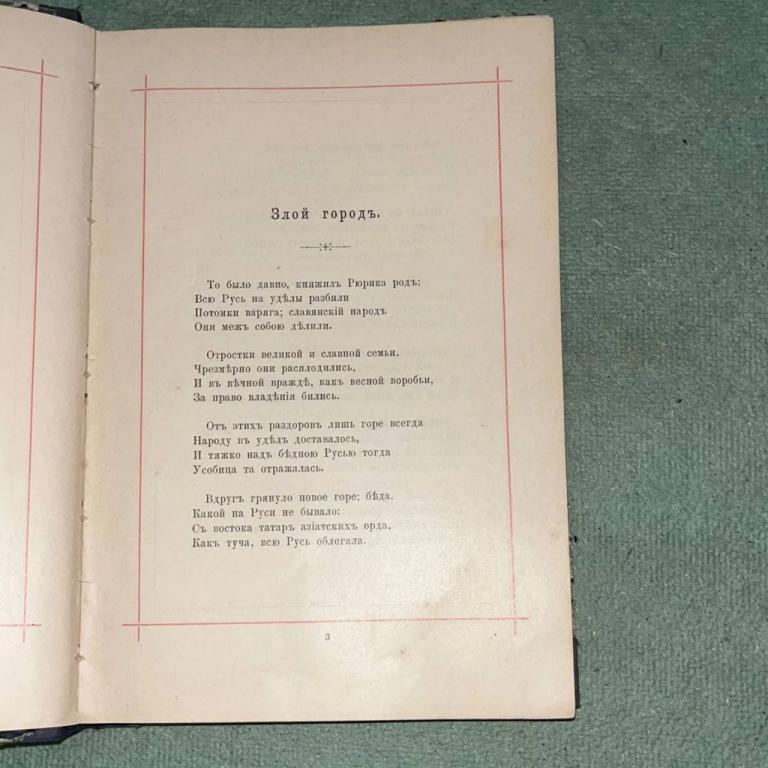 Злой городъ.
То было давно, княжилъ Рюрика родъ:
Всю Русь на удѣлы разбили
Потомки варяга; славянскій народъ
Они межъ собою дѣлили.
Отростки великой и славной семьи.
Чрезмѣрно они расплодились,
И въ вѣчной враждѣ, какъ весной воробьи,
За право владѣнія бились.
Отъ этихъ раздоровъ лишь горе всегда
Народу въ удѣлъ доставалось,
И тяжко надъ бѣдною Русью тогда
Усобица та отражалась.
Вдругъ грянуло новое горе; бѣда,
Какой на Руси не бывало:
Съ востока татаръ азіатскихъ орда,
Какъ туча, всю Русь облегала.
3